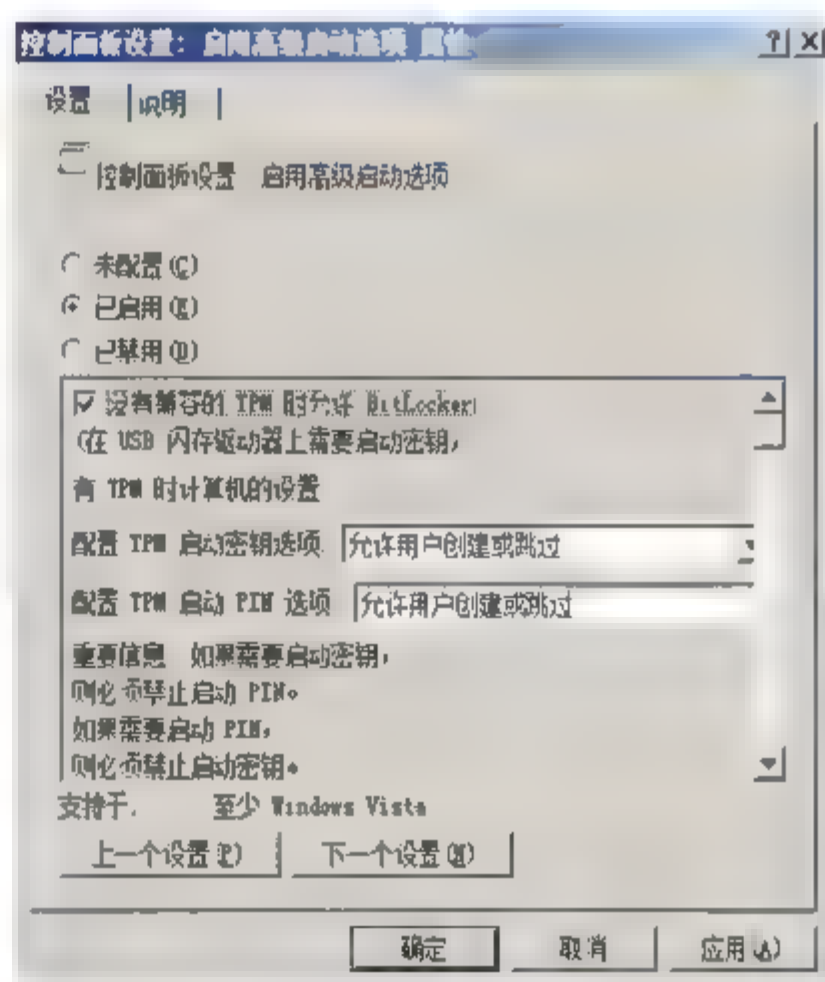 控制面板设置: 启用高级启动选项 属性
设置 说明
控制面板设置 启用高级启动选项
未配置(C)
已启用(E)
已禁用(D)
没有兼容的 TPM 时允许 BitLocker
(在 USB 闪存驱动器上需要启动密钥)
有 TPM 时计算机的设置
配置 TPM 启动密钥选项 允许用户创建或跳过
配置 TPM 启动 PIN 选项 允许用户创建或跳过
重要信息 如果需要启动密钥,
则必须禁止启动 PIN。
如果需要启动 PIN,
则必须禁止启动密钥。
支持于: 至少 Windows Vista
上一个设置(P) 下一个设置(N)
确定 取消 应用(A)